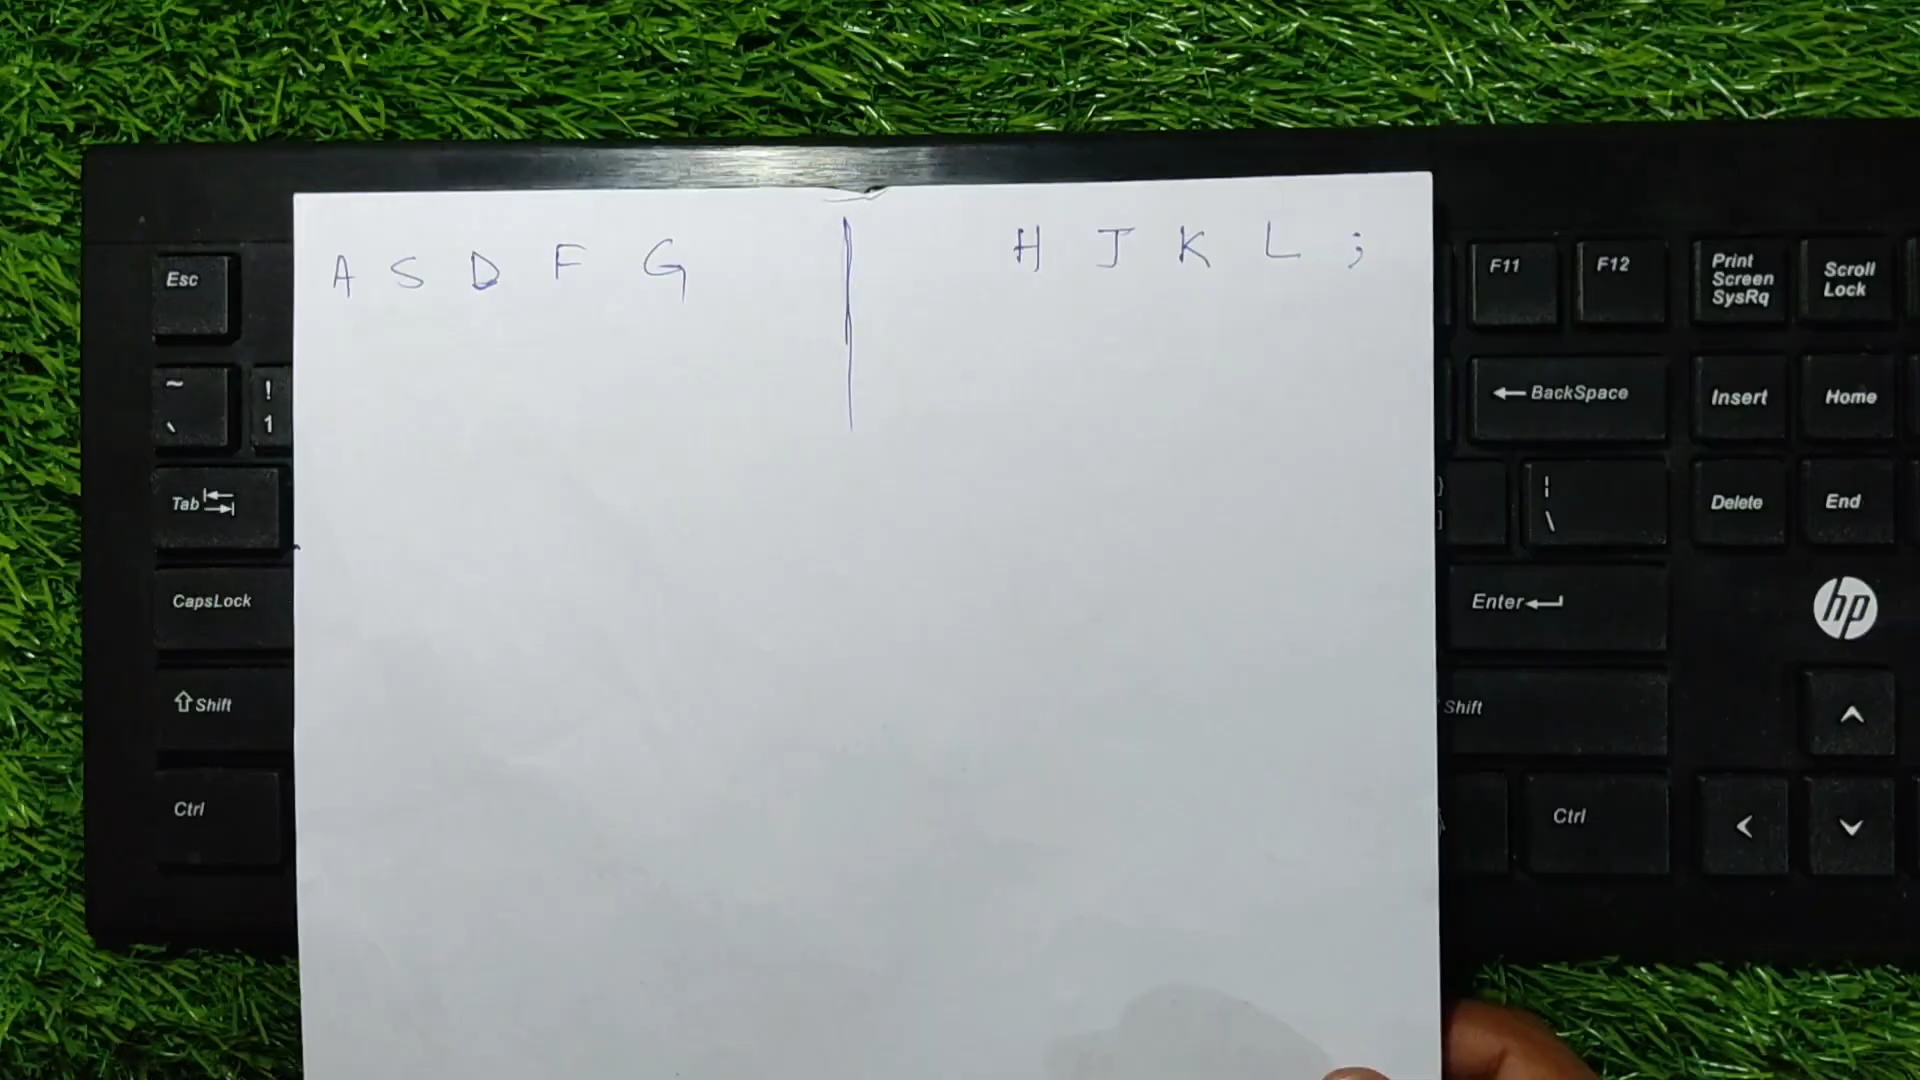 A S D F G | H J K L ;
Esc
F11
F12
Print Screen SysRq
Scroll Lock
~
`
!
1
← BackSpace
Insert
Home
Tab
}
]
¦
\
Delete
End
CapsLock
Enter
hp
⇧ Shift
Shift
^
Ctrl
Ctrl
<
v